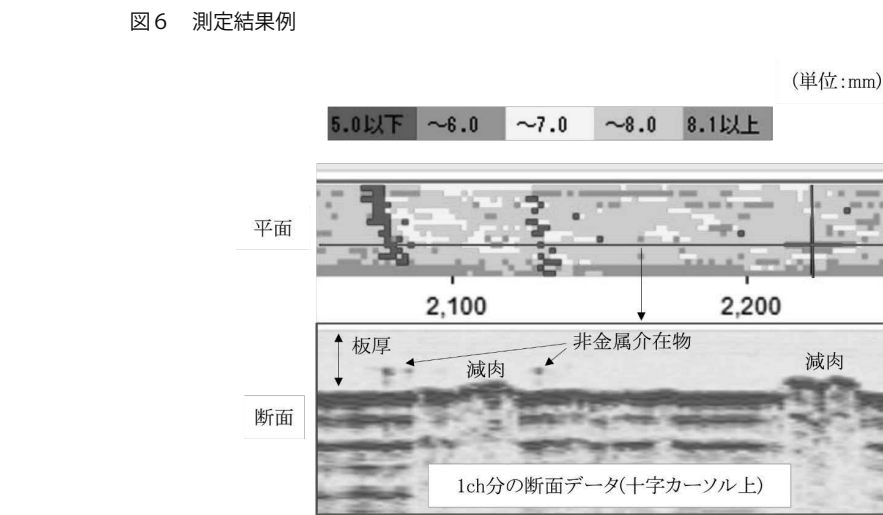 図6　測定結果例
(単位:mm)
5.0以下 ～6.0 ～7.0 ～8.0 8.1以上
平面
2,100 2,200
板厚 非金属介在物
減肉 減肉
断面
1ch分の断面データ(十字カーソル上)